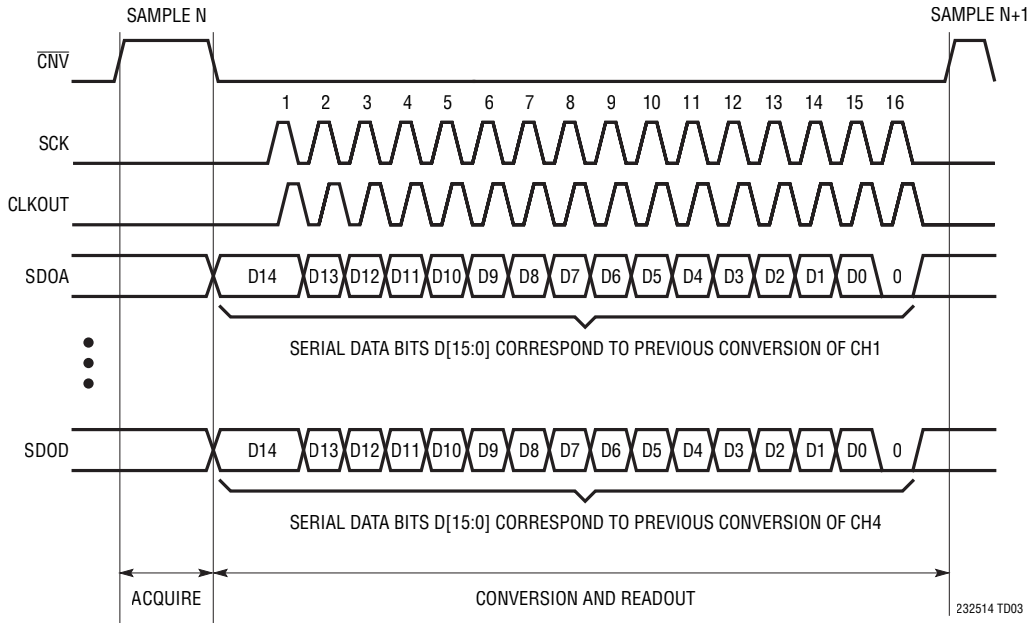 SAMPLE N SAMPLE N+1
CNV
1 2 3 4 5 6 7 8 9 10 11 12 13 14 15 16
SCK
CLKOUT
SDOA D14 D13 D12 D11 D10 D9 D8 D7 D6 D5 D4 D3 D2 D1 D0 0
SERIAL DATA BITS D[15:0] CORRESPOND TO PREVIOUS CONVERSION OF CH1
SDOD D14 D13 D12 D11 D10 D9 D8 D7 D6 D5 D4 D3 D2 D1 D0 0
SERIAL DATA BITS D[15:0] CORRESPOND TO PREVIOUS CONVERSION OF CH4
ACQUIRE CONVERSION AND READOUT
232514 TD03